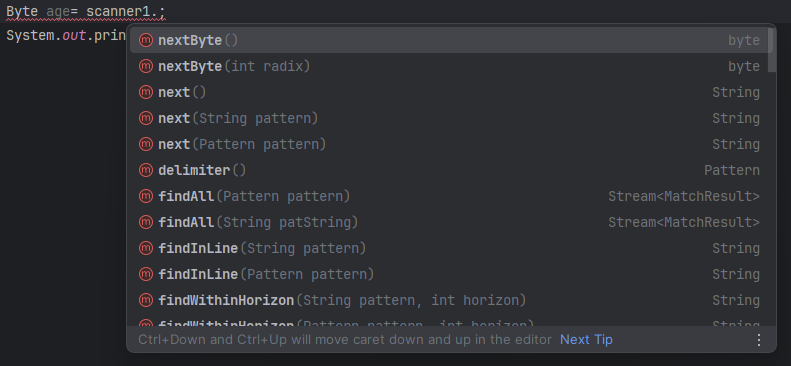 Byte age= scanner1.;
System.out.prin
m nextByte() byte
m nextByte(int radix) byte
m next() String
m next(String pattern) String
m next(Pattern pattern) String
m delimiter() Pattern
m findAll(Pattern pattern) Stream<MatchResult>
m findAll(String patString) Stream<MatchResult>
m findInLine(String pattern) String
m findInLine(Pattern pattern) String
m findWithinHorizon(String pattern, int horizon) String
m findWithinHorizon(Pattern pattern, int horizon) String
Ctrl+Down and Ctrl+Up will move caret down and up in the editor Next Tip